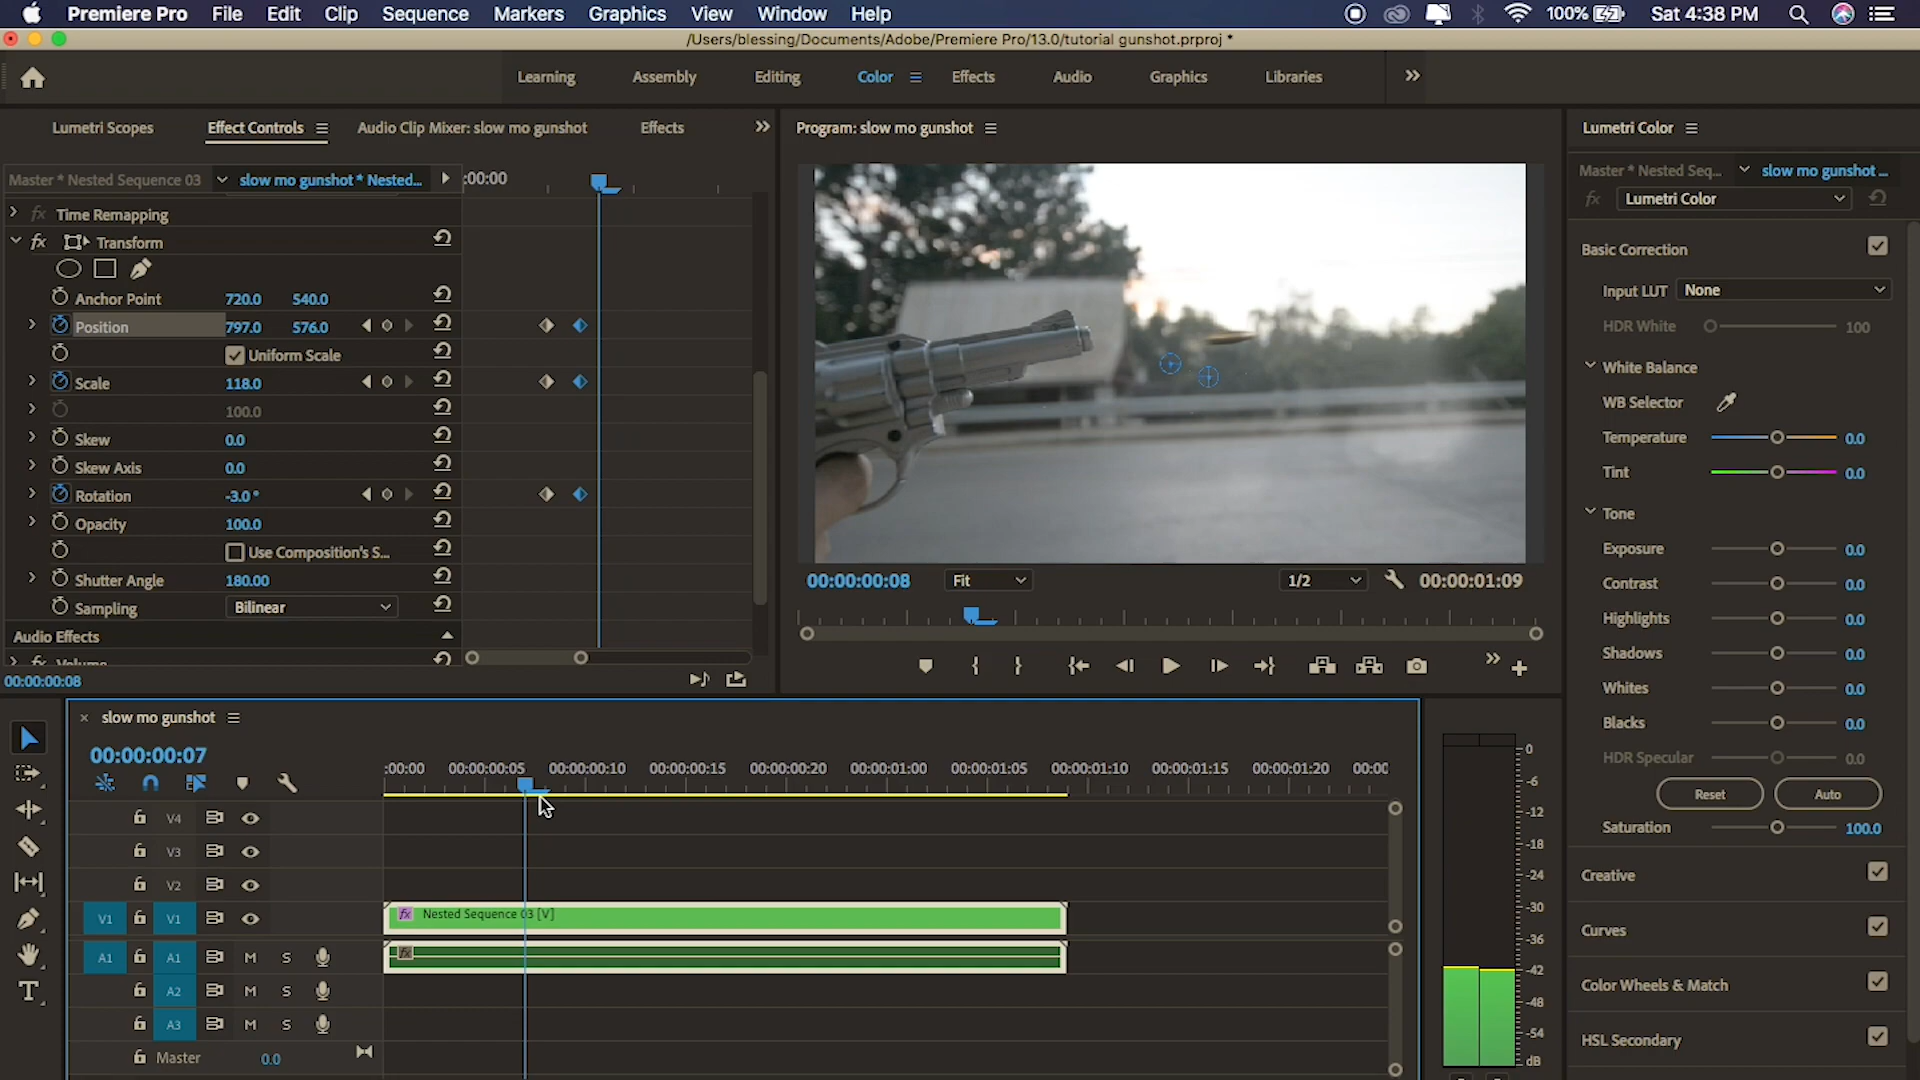 Premiere Pro File Edit Clip Sequence Markers Graphics View Window Help 100% Sat 4:38 PM
/Users/blessing/Documents/Adobe/Premiere Pro/13.0/tutorial gunshot.prproj *
Learning Assembly Editing Color Effects Audio Graphics Libraries
Lumetri Scopes Effect Controls Audio Clip Mixer: slow mo gunshot Effects
Master * Nested Sequence 03 slow mo gunshot * Nested... :00:00
fx Time Remapping
fx Transform
Anchor Point 720.0 540.0
Position 797.0 576.0
Uniform Scale
Scale 118.0
100.0
Skew 0.0
Skew Axis 0.0
Rotation -3.0 °
Opacity 100.0
Use Composition's S...
Shutter Angle 180.00
Sampling Bilinear
Audio Effects
fx Volume
00:00:00:08
Program: slow mo gunshot
00:00:00:08 Fit 1/2 00:00:01:09
Lumetri Color
Master * Nested Seq... slow mo gunshot ...
fx Lumetri Color
Basic Correction
Input LUT None
HDR White 100
White Balance
WB Selector
Temperature 0.0
Tint 0.0
Tone
Exposure 0.0
Contrast 0.0
Highlights 0.0
Shadows 0.0
Whites 0.0
Blacks 0.0
HDR Specular 0.0
Reset Auto
Saturation 100.0
Creative
Curves
Color Wheels & Match
HSL Secondary
× slow mo gunshot
00:00:00:07
:00:00 00:00:00:05 00:00:00:10 00:00:00:15 00:00:00:20 00:00:01:00 00:00:01:05 00:00:01:10 00:00:01:15 00:00:01:20 00:00
V4
V3
V2
V1 V1 fx Nested Sequence 03 [V]
A1 A1 M S fx
A2 M S
A3 M S
Master 0.0
0
-6
-12
-18
-24
-30
-36
-42
-48
-54
dB